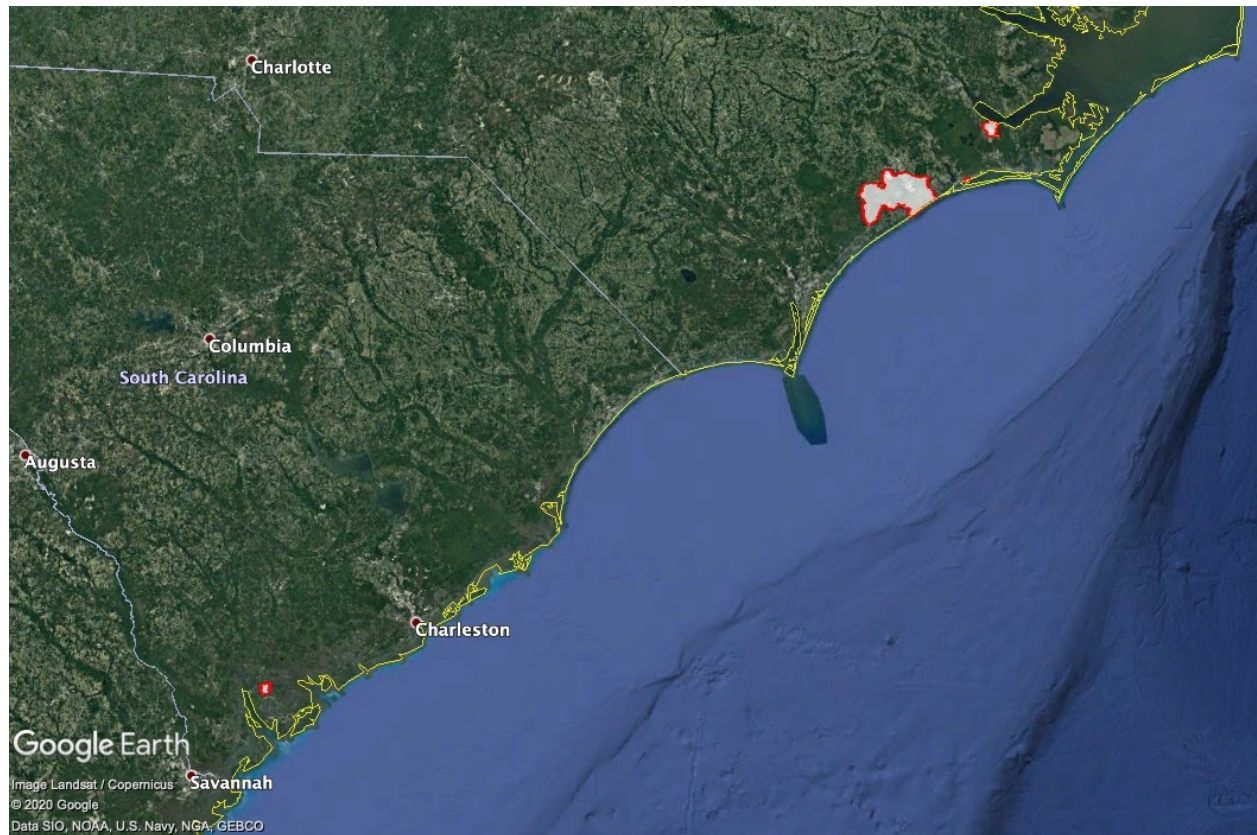 Charlotte
Columbia
South Carolina
Augusta
Charleston
Google Earth
Savannah
Image Landsat / Copernicus
© 2020 Google
Data SIO, NOAA, U.S. Navy, NGA, GEBCO